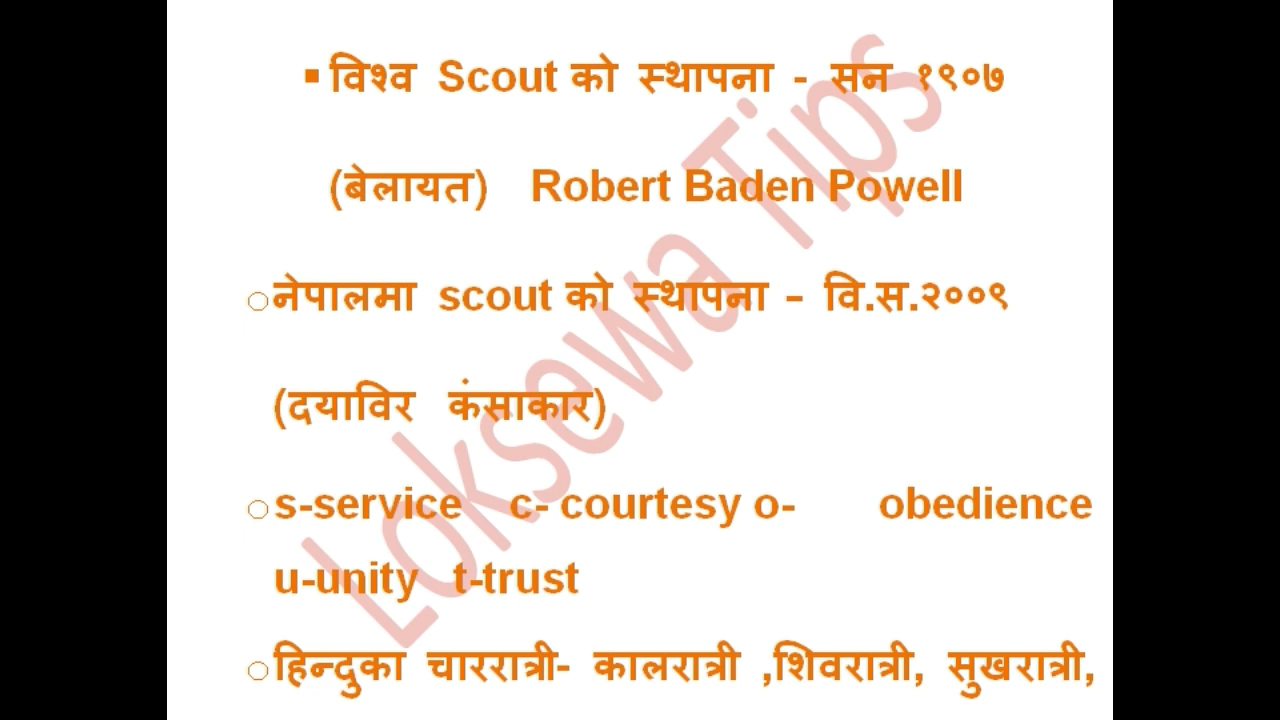 ▪ विश्व Scout को स्थापना - सन १९०७
(बेलायत) Robert Baden Powell
○ नेपालमा scout को स्थापना – वि.स.२००९
(दयाविर कंसाकार)
○ s-service c- courtesy o- obedience
u-unity t-trust
○ हिन्दुका चाररात्री- कालरात्री ,शिवरात्री, सुखरात्री,
Loksewa Tips